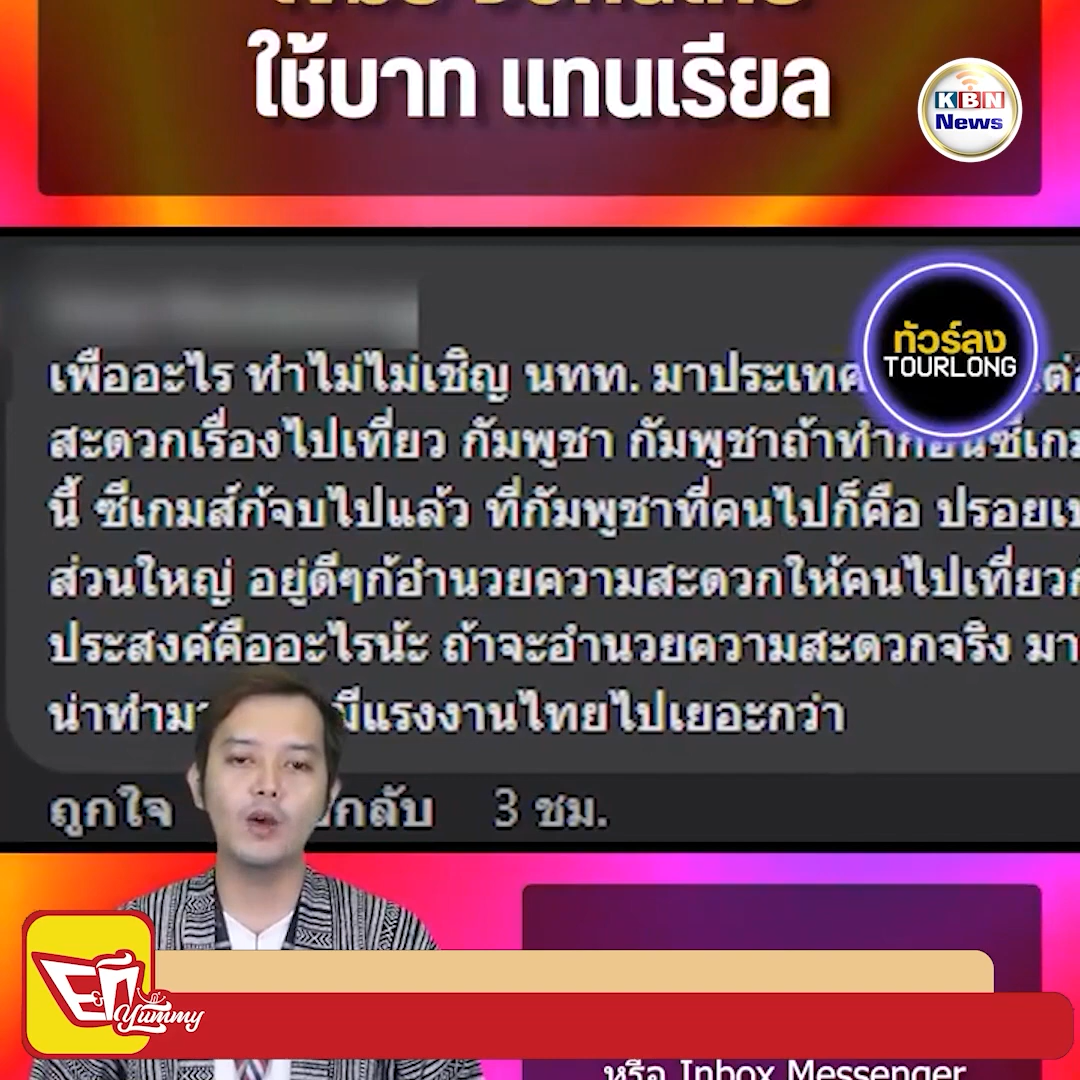 ใช้บาท แทนเรียล
KBN
News
ทัวร์ลง
TOURLONG
เพื่ออะไร ทำไม่ไม่เชิญ นทท. มาประเทศ
สะดวกเรื่องไปเที่ยว กัมพูชา กัมพูชาถ้าทำก่อนซีเกม
นี้ ซีเกมส์ก้จบไปแล้ว ที่กัมพูชาที่คนไปก็คือ ปรอยเ
ส่วนใหญ่ อยู่ดีๆก้อำนวยความสะดวกให้คนไปเที่ยว
ประสงค์คืออะไรน้ะ ถ้าจะอำนวยความสะดวกจริง มา
น่าทำม มีแรงงานไทยไปเยอะกว่า
ถูกใจ กลับ 3 ชม.
Yummy
หรือ Inbox Messenger